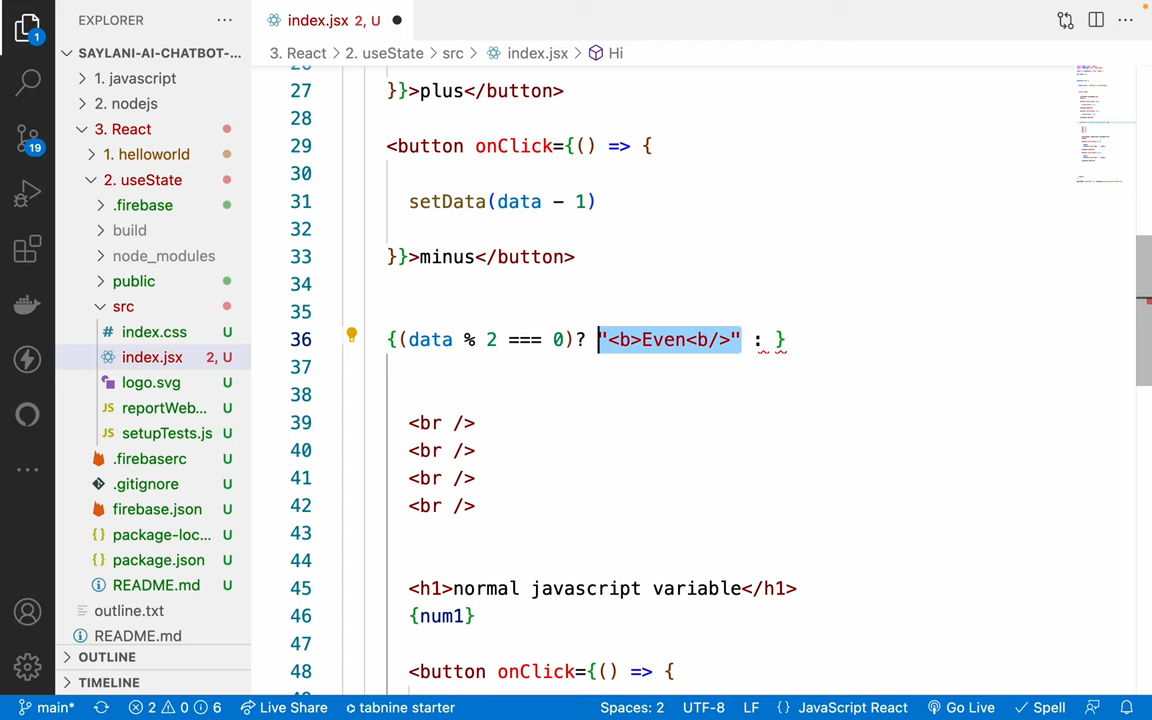 EXPLORER
index.jsx 2, U
SAYLANI-AI-CHATBOT-...
3. React
2. useState
src
index.jsx
Hi
1
1. javascript
2. nodejs
3. React
1. helloworld
2. useState
.firebase
build
node_modules
public
src
index.css U
index.jsx 2, U
logo.svg U
reportWeb... U
JS setupTests.js U
.firebaserc U
.gitignore U
firebase.json U
package-loc... U
package.json U
README.md U
outline.txt
README.md
OUTLINE
TIMELINE
19
27 }}>plus</button>
28
29 <button onClick={() => {
30
31 setData(data - 1)
32
33 }}>minus</button>
34
35
36 {(data % 2 === 0)? "<b>Even<b/>" : }
37
38
39 <br />
40 <br />
41 <br />
42 <br />
43
44
45 <h1>normal javascript variable</h1>
46 {num1}
47
48 <button onClick={() => {
main* 2 0 6 Live Share tabnine starter Spaces: 2 UTF-8 LF {} JavaScript React Go Live Spell